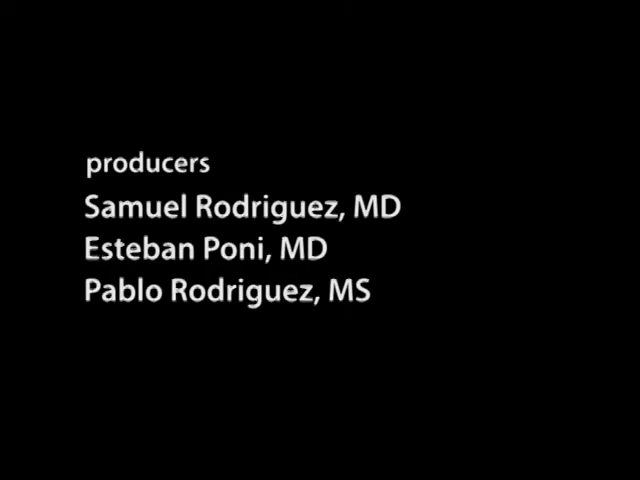 producers
Samuel Rodriguez, MD
Esteban Poni, MD
Pablo Rodriguez, MS